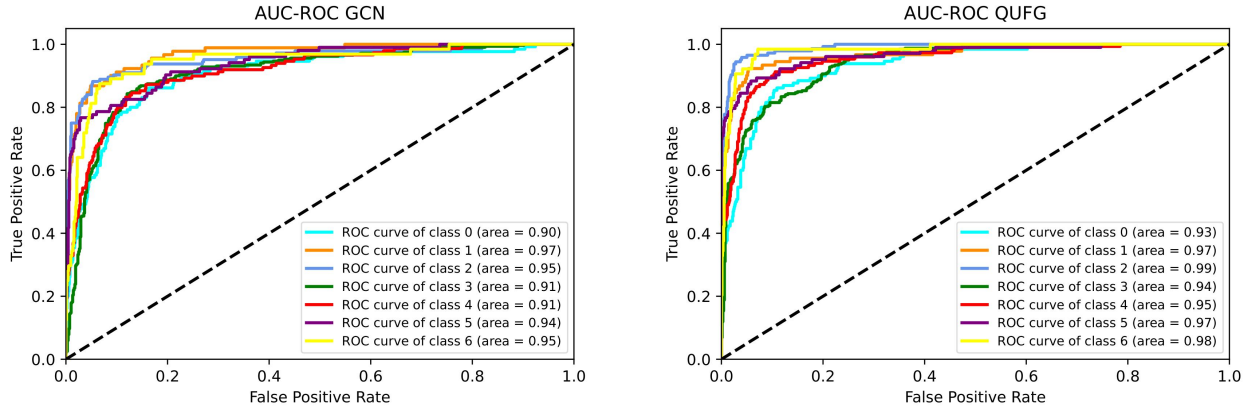 AUC-ROC GCN
True Positive Rate
1.0
0.8
0.6
0.4
0.2
0.0
ROC curve of class 0 (area = 0.90)
ROC curve of class 1 (area = 0.97)
ROC curve of class 2 (area = 0.95)
ROC curve of class 3 (area = 0.91)
ROC curve of class 4 (area = 0.91)
ROC curve of class 5 (area = 0.94)
ROC curve of class 6 (area = 0.95)
0.0 0.2 0.4 0.6 0.8 1.0
False Positive Rate
AUC-ROC QUFG
True Positive Rate
1.0
0.8
0.6
0.4
0.2
0.0
ROC curve of class 0 (area = 0.93)
ROC curve of class 1 (area = 0.97)
ROC curve of class 2 (area = 0.99)
ROC curve of class 3 (area = 0.94)
ROC curve of class 4 (area = 0.95)
ROC curve of class 5 (area = 0.97)
ROC curve of class 6 (area = 0.98)
0.0 0.2 0.4 0.6 0.8 1.0
False Positive Rate